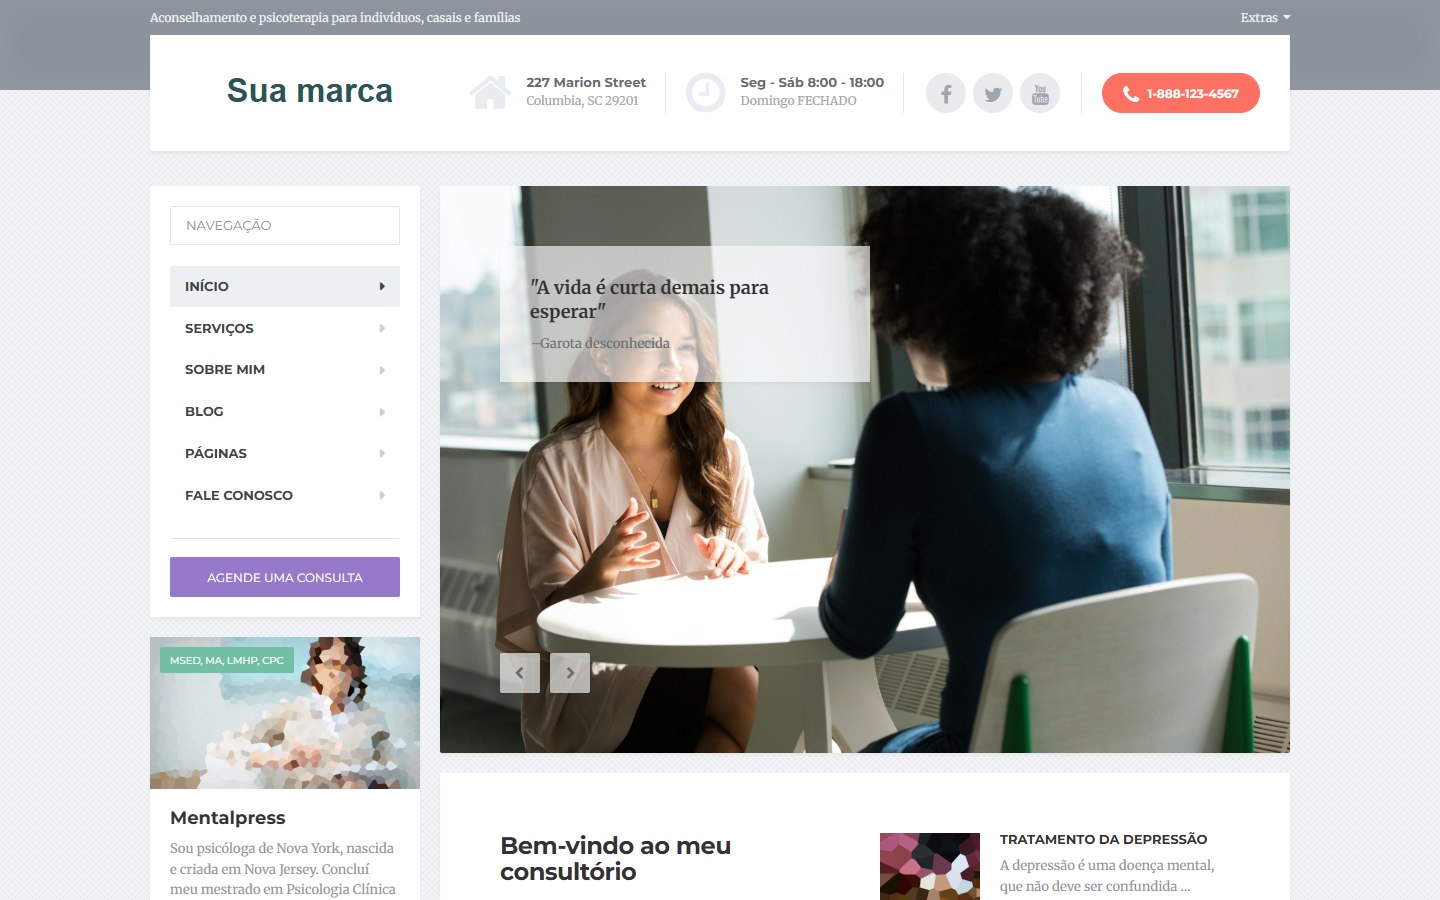 Aconselhamento e psicoterapia para indivíduos, casais e famílias
Extras
Sua marca
227 Marion Street
Columbia, SC 29201
Seg - Sáb 8:00 - 18:00
Domingo FECHADO
You
Tube
1-888-123-4567
NAVEGAÇÃO
INÍCIO
SERVIÇOS
SOBRE MIM
BLOG
PÁGINAS
FALE CONOSCO
AGENDE UMA CONSULTA
MSED, MA, LMHP, CPC
Mentalpress
Sou psicóloga de Nova York, nascida
e criada em Nova Jersey. Concluí
meu mestrado em Psicologia Clínica
"A vida é curta demais para
esperar"
–Garota desconhecida
Bem-vindo ao meu
consultório
TRATAMENTO DA DEPRESSÃO
A depressão é uma doença mental,
que não deve ser confundida ...